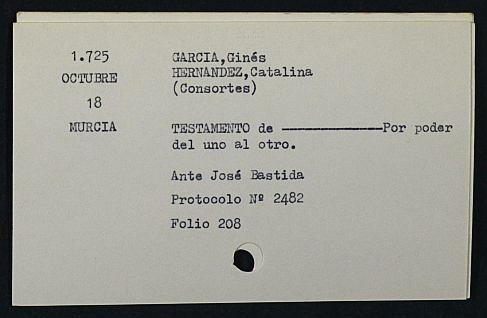 1.725
OCTUBRE
18
MURCIA
GARCIA,Ginés
HERNANDEZ,Catalina
(Consortes)
TESTAMENTO de ——————————Por poder
del uno al otro.
Ante José Bastida
Protocolo Nº 2482
Folio 208